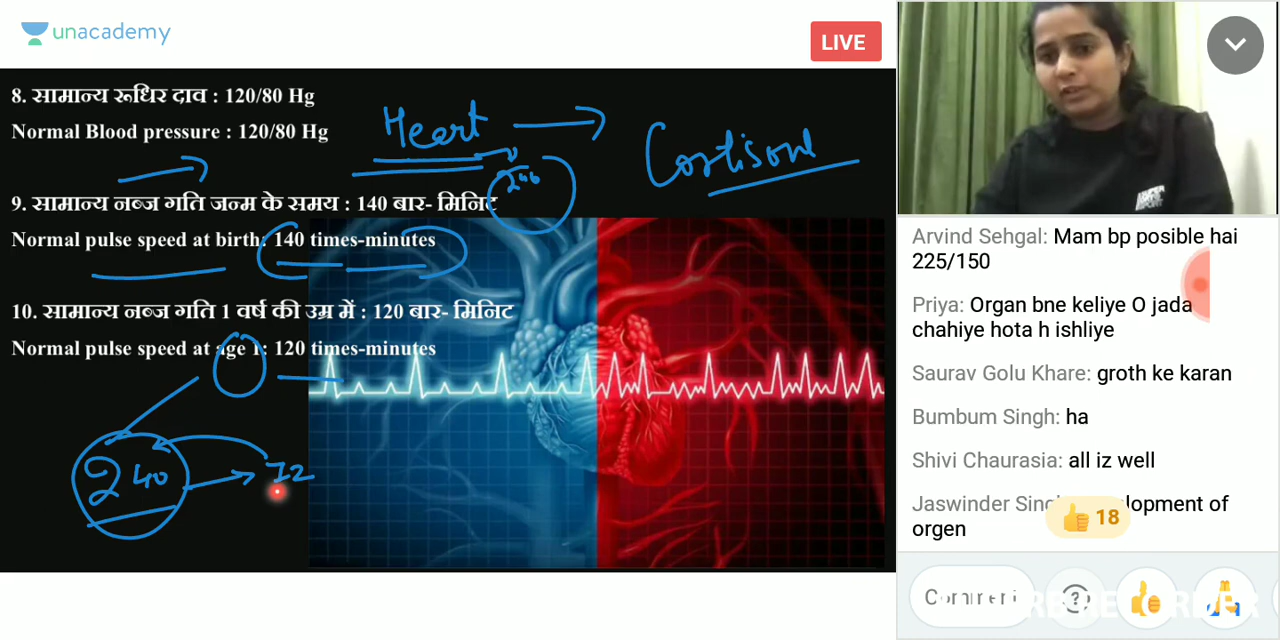 unacademy
LIVE
8. सामान्य रूधिर दाव : 120/80 Hg
Normal Blood pressure : 120/80 Hg
Heert
Cortisone
240
9. सामान्य नब्ज गति जन्म के समय : 140 बार- मिनिट
Normal pulse speed at birth: 140 times-minutes
10. सामान्य नब्ज गति 1 वर्ष की उम्र में : 120 बार- मिनिट
Normal pulse speed at age 1: 120 times-minutes
240
72
Arvind Sehgal: Mam bp posible hai
225/150
Priya: Organ bne keliye O jada
chahiye hota h ishliye
Saurav Golu Khare: groth ke karan
Bumbum Singh: ha
Shivi Chaurasia: all iz well
Jaswinder
lopment of
orgen
18